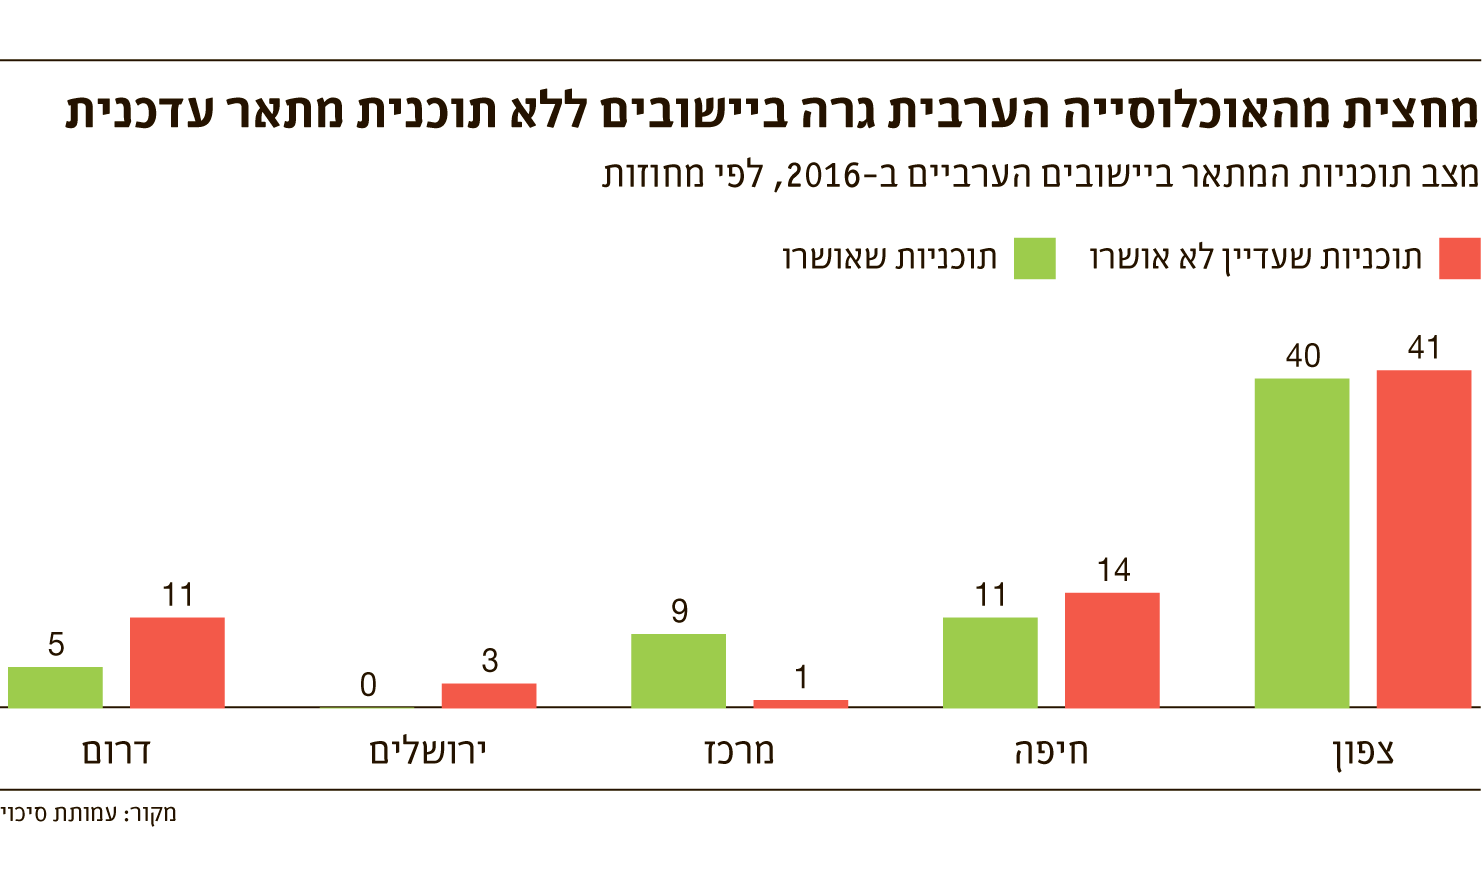 מחצית מהאוכלוסייה הערבית גרה ביישובים ללא תוכנית מתאר עדכנית
מצב תוכניות המתאר ביישובים הערביים ב-2016, לפי מחוזות
תוכניות שעדיין לא אושרו
תוכניות שאושרו
41
40
14
11
1
9
3
0
11
5
צפון
חיפה
מרכז
ירושלים
דרום
מקור: עמותת סיכוי